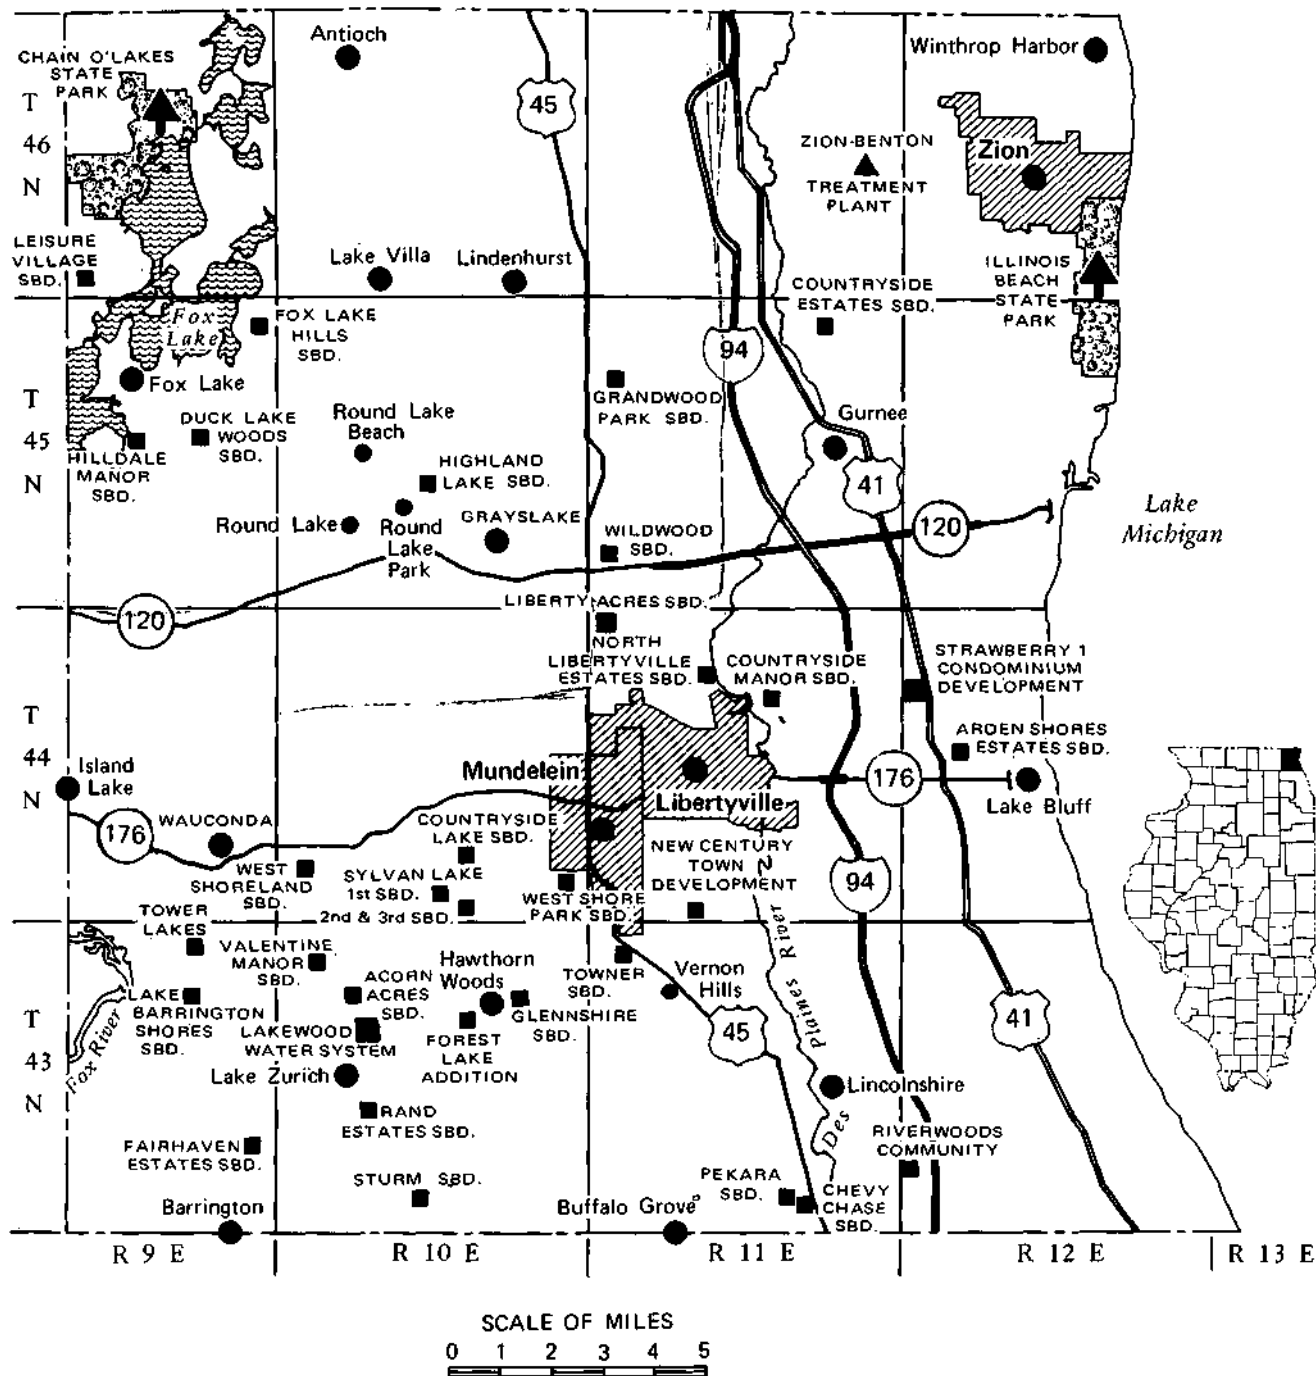 Antioch
Winthrop Harbor
CHAIN O'LAKES
STATE
PARK
T
46
N
45
ZION-BENTON
TREATMENT
PLANT
Zion
LEISURE
VILLAGE
SBD.
Lake Villa
Lindenhurst
COUNTRYSIDE
ESTATES SBD.
ILLINOIS
BEACH
STATE
PARK
Fox
Lake
FOX LAKE
HILLS
SBD.
94
Fox Lake
GRANDWOOD
PARK SBD.
T
45
N
DUCK LAKE
WOODS
SBD.
Round Lake
Beach
Gurnee
HILLDALE
MANOR
SBD.
HIGHLAND
LAKE SBD.
41
Lake
Michigan
Round Lake
Round
Lake
Park
GRAYSLAKE
WILDWOOD
SBD.
120
120
LIBERTY ACRES SBD.
NORTH
LIBERTYVILLE
ESTATES SBD.
COUNTRYSIDE
MANOR SBD.
STRAWBERRY 1
CONDOMINIUM
DEVELOPMENT
T
44
N
ARDEN SHORES
ESTATES SBD.
Island
Lake
Mundelein
Libertyville
176
Lake Bluff
176
WAUCONDA
COUNTRYSIDE
LAKE SBD.
NEW CENTURY
TOWN
DEVELOPMENT
WEST
SHORELAND
SBD.
SYLVAN LAKE
1st SBD.
2nd & 3rd SBD.
WEST SHORE
PARK SBD.
94
TOWER
LAKES
VALENTINE
MANOR
SBD.
Hawthorn
Woods
TOWNER
SBD.
Vernon
Hills
Des Plaines River
LAKE
BARRINGTON
SHORES
SBD.
ACORN
ACRES
SBD.
GLENNSHIRE
SBD.
41
T
43
N
Fox River
LAKEWOOD
WATER SYSTEM
FOREST
LAKE
ADDITION
45
Lake Zurich
Lincolnshire
RAND
ESTATES SBD.
FAIRHAVEN
ESTATES SBD.
RIVERWOODS
COMMUNITY
STURM SBD.
PEKARA
SBD.
CHEVY
CHASE
SBD.
Barrington
Buffalo Grove
R 9 E
R 10 E
R 11 E
R 12 E
R 13 E
SCALE OF MILES
0 1 2 3 4 5